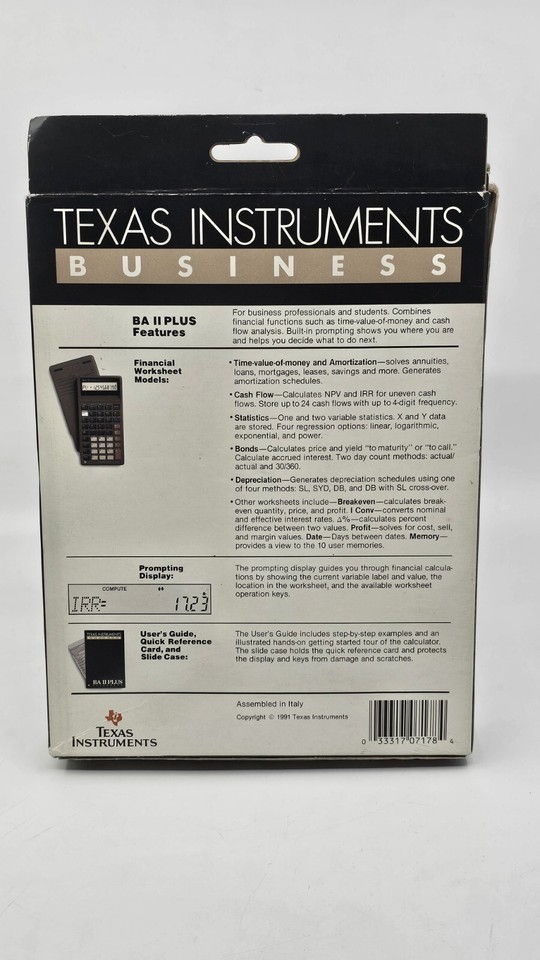 TEXAS INSTRUMENTS
BUSINESS
BA II PLUS
Features
For business professionals and students. Combines
financial functions such as time-value-of-money and cash
flow analysis. Built-in prompting shows you where you are
and helps you decide what to do next.
Financial
Worksheet
Models:
• Time-value-of-money and Amortization—solves annuities,
loans, mortgages, leases, savings and more. Generates
amortization schedules.
• Cash Flow—Calculates NPV and IRR for uneven cash
flows. Store up to 24 cash flows with up to 4-digit frequency.
• Statistics—One and two variable statistics. X and Y data
are stored. Four regression options: linear, logarithmic,
exponential, and power.
• Bonds—Calculates price and yield "to maturity" or "to call."
Calculate accrued interest. Two day count methods: actual/
actual and 30/360.
• Depreciation—Generates depreciation schedules using one
of four methods: SL, SYD, DB, and DB with SL cross-over.
• Other worksheets include—Breakeven—calculates break-
even quantity, price, and profit. I Conv—converts nominal
and effective interest rates. Δ%—calculates percent
difference between two values. Profit—solves for cost, sell,
and margin values. Date—Days between dates. Memory—
provides a view to the 10 user memories.
Prompting
Display:
COMPUTE
IRR= 17.23
The prompting display guides you through financial calcula-
tions by showing the current variable label and value, the
location in the worksheet, and the available worksheet
operation keys.
TEXAS INSTRUMENTS
BA II PLUS
User's Guide,
Quick Reference
Card, and
Slide Case:
The User's Guide includes step-by-step examples and an
illustrated hands-on getting started tour of the calculator.
The slide case holds the quick reference card and protects
the display and keys from damage and scratches.
TEXAS
INSTRUMENTS
Assembled in Italy
Copyright © 1991 Texas Instruments
0 33317 07178 4